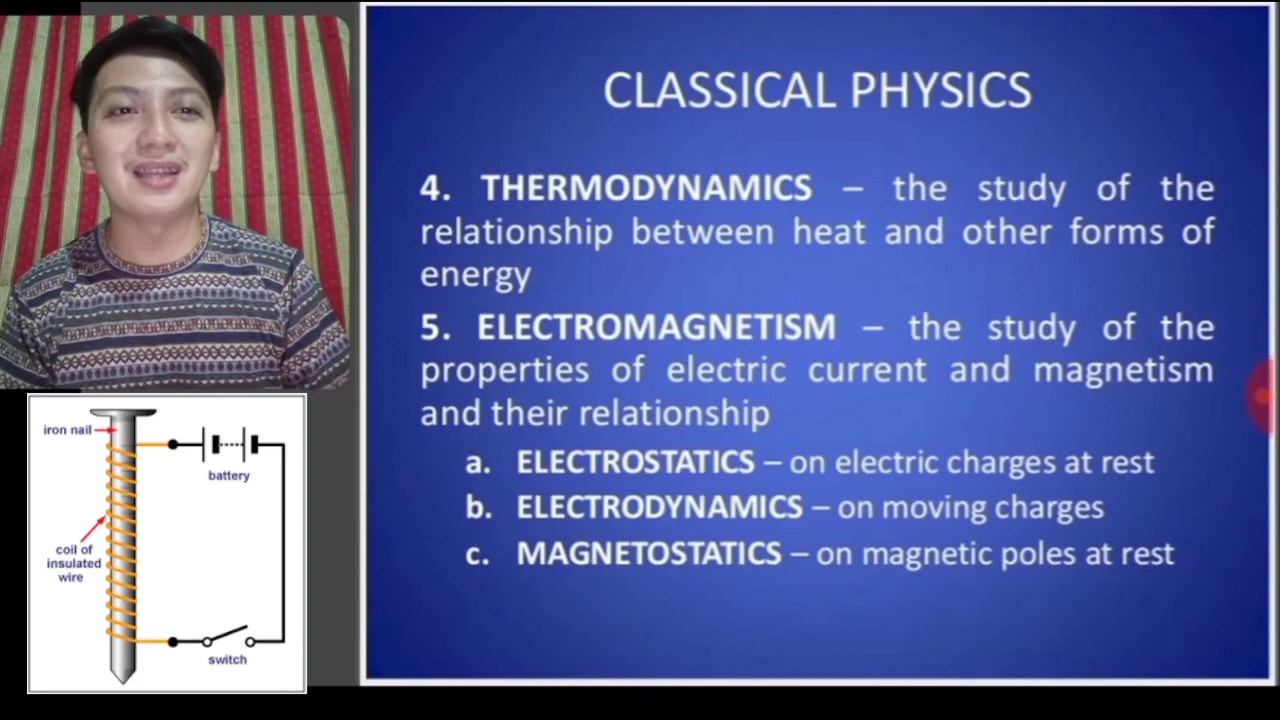 CLASSICAL PHYSICS
4. THERMODYNAMICS – the study of the
relationship between heat and other forms of
energy
5. ELECTROMAGNETISM – the study of the
properties of electric current and magnetism
and their relationship
a. ELECTROSTATICS – on electric charges at rest
b. ELECTRODYNAMICS – on moving charges
c. MAGNETOSTATICS – on magnetic poles at rest
iron nail
battery
coil of
insulated
wire
switch